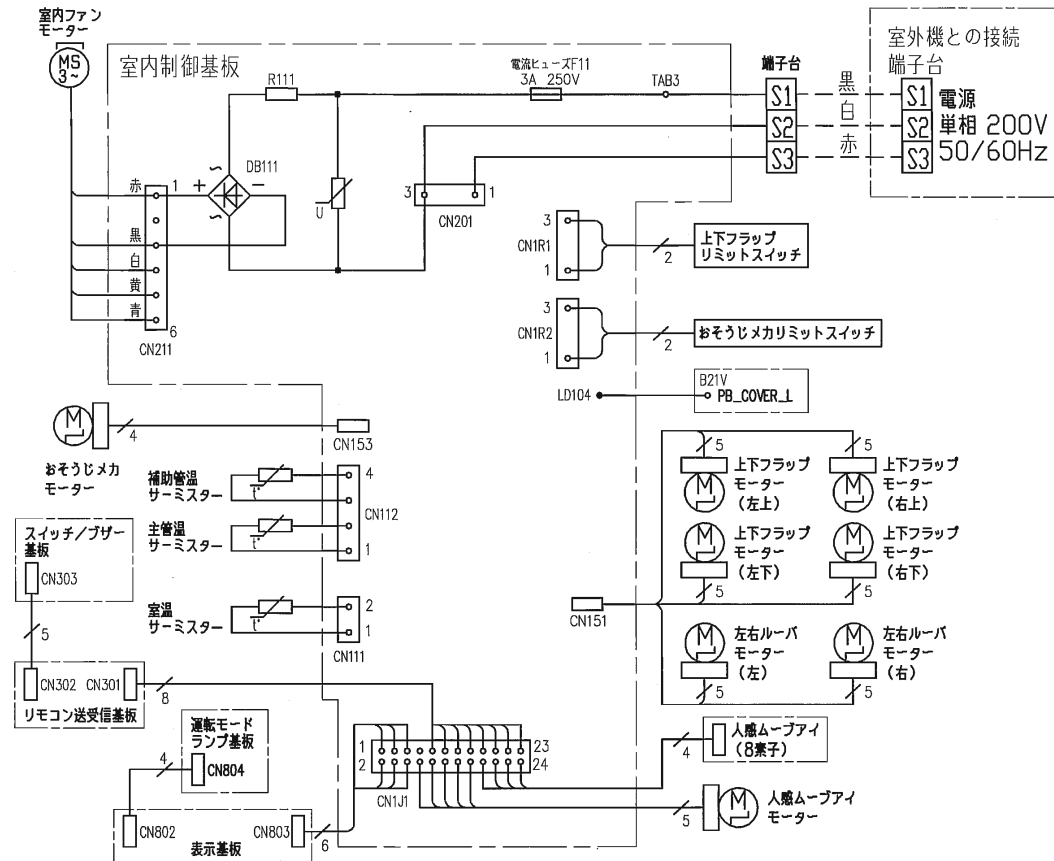 室内ファン
モーター
MS
3~
室内制御基板
R111
電流ヒューズF11
3A 250V
TAB3
端子台
S1
S2
S3
黒
白
赤
室外機との接続
端子台
S1
S2
S3
電源
単相 200V
50/60Hz
DB111
~
+
-
~
U
赤
黒
白
黄
青
1
6
CN211
3
1
CN201
3
CN1R1
1
2
上下フラップ
リミットスイッチ
3
CN1R2
1
2
おそうじメカリミットスイッチ
LD104
B21V
PB_COVER_L
M
4
CN153
おそうじメカ
モーター
補助管温
サーミスター
t°
4
CN112
主管温
サーミスター
t°
1
室温
サーミスター
t°
2
1
CN111
スイッチ/ブザー
基板
CN303
5
CN302
CN301
8
リモコン送受信基板
運転モード
ランプ基板
CN804
4
CN802
CN803
6
表示基板
1
2
23
24
CN1J1
CN151
5
5
M
上下フラップ
モーター
(左上)
M
上下フラップ
モーター
(右上)
M
上下フラップ
モーター
(左下)
M
上下フラップ
モーター
(右下)
5
5
M
左右ルーバ
モーター
(左)
M
左右ルーバ
モーター
(右)
5
5
4
人感ムーブアイ
(8素子)
5
M
人感ムーブアイ
モーター